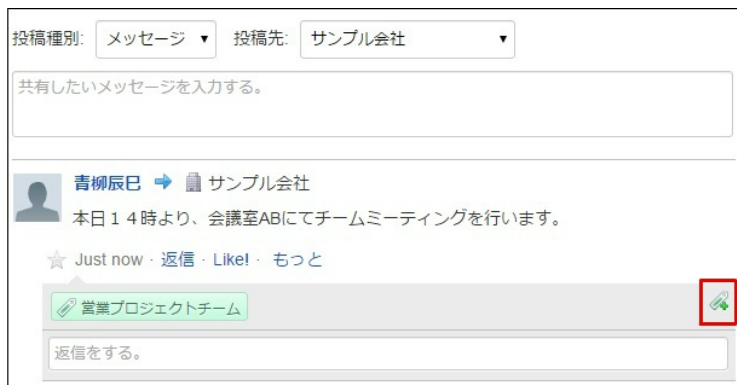 投稿種別: メッセージ 投稿先: サンプル会社
共有したいメッセージを入力する。
青柳辰巳 サンプル会社
本日14時より、会議室ABにてチームミーティングを行います。
Just now · 返信 · Like! · もっと
営業プロジェクトチーム
返信をする。